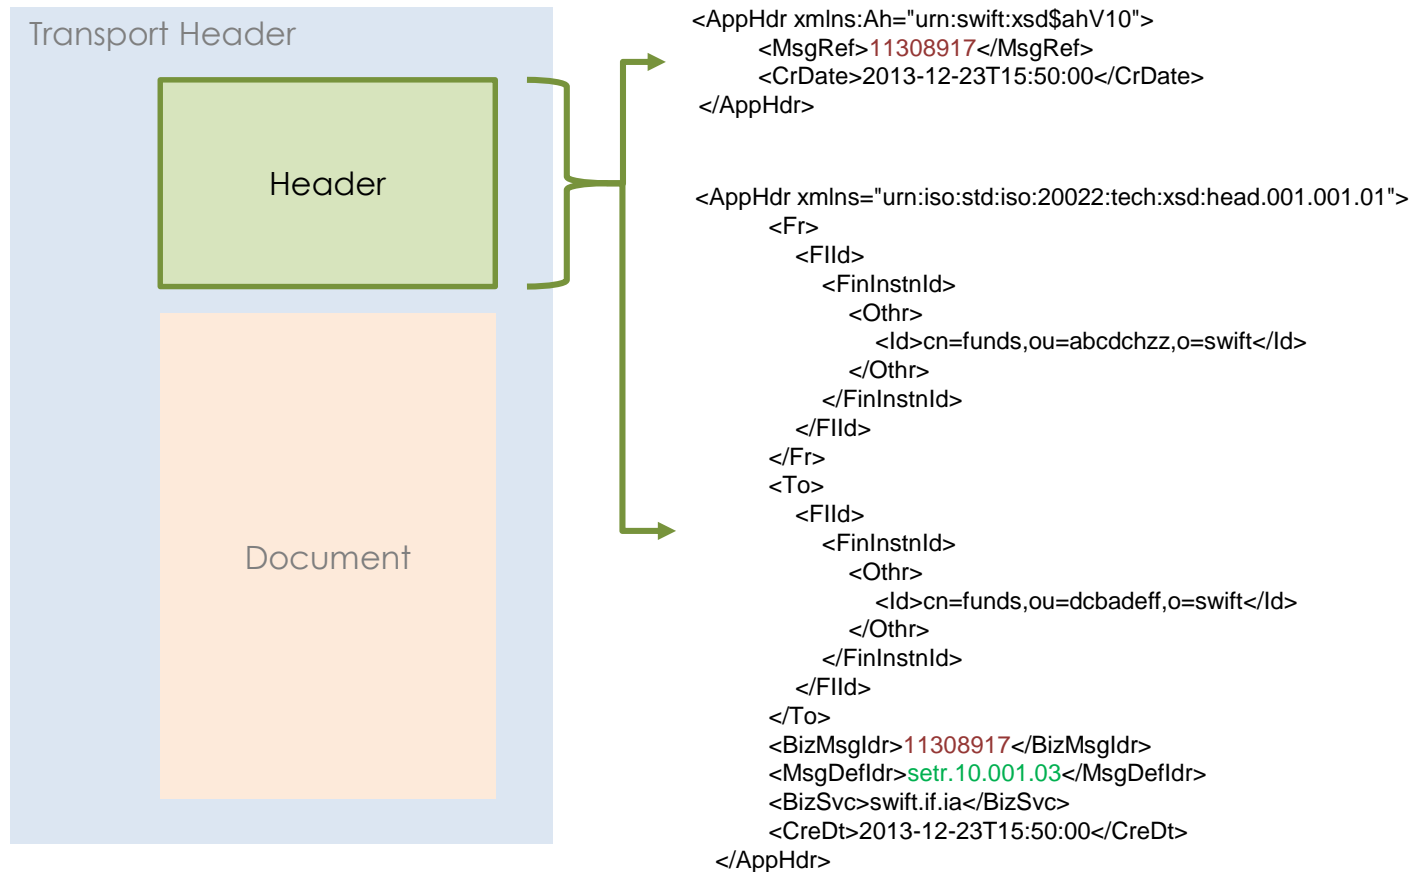 Transport Header
Header
Document
<AppHdr xmlns:Ah="urn:swift:xsd$ahV10">
<MsgRef>11308917</MsgRef>
<CrDate>2013-12-23T15:50:00</CrDate>
</AppHdr>
<AppHdr xmlns="urn:iso:std:iso:20022:tech:xsd:head.001.001.01">
<Fr>
<FIId>
<FinInstnId>
<Othr>
<Id>cn=funds,ou=abcdchzz,o=swift</Id>
</Othr>
</FinInstnId>
</FIId>
</Fr>
<To>
<FIId>
<FinInstnId>
<Othr>
<Id>cn=funds,ou=dcbadeff,o=swift</Id>
</Othr>
</FinInstnId>
</FIId>
</To>
<BizMsgIdr>11308917</BizMsgIdr>
<MsgDefIdr>setr.10.001.03</MsgDefIdr>
<BizSvc>swift.if.ia</BizSvc>
<CreDt>2013-12-23T15:50:00</CreDt>
</AppHdr>